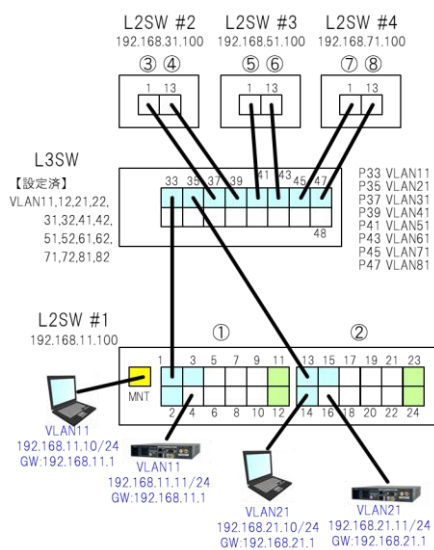 L2SW #2
192.168.31.100
③ ④
1 13
L2SW #3
192.168.51.100
⑤ ⑥
1 13
L2SW #4
192.168.71.100
⑦ ⑧
1 13
L3SW
【設定済】
VLAN11,12,21,22,
31,32,41,42,
51,52,61,62,
71,72,81,82
33 35 37 39 41 43 45 47
48
P33 VLAN11
P35 VLAN21
P37 VLAN31
P39 VLAN41
P41 VLAN51
P43 VLAN61
P45 VLAN71
P47 VLAN81
L2SW #1
192.168.11.100
① ②
1 3 5 7 9 11 13 15 17 19 21 23
MNT
2 4 6 8 10 12 14 16 18 20 22 24
VLAN11
192.168.11.10/24
GW:192.168.11.1
VLAN11
192.168.11.11/24
GW:192.168.11.1
VLAN21
192.168.21.10/24
GW:192.168.21.1
VLAN21
192.168.21.11/24
GW:192.168.21.1